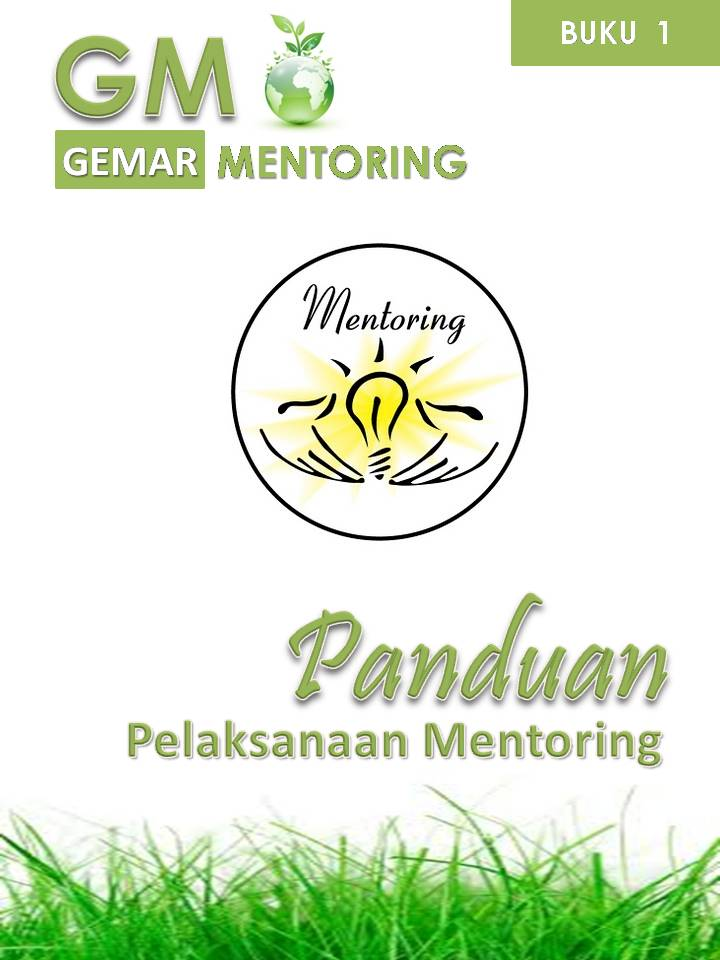 BUKU 1
GM
GEMAR MENTORING
Mentoring
Panduan
Pelaksanaan Mentoring